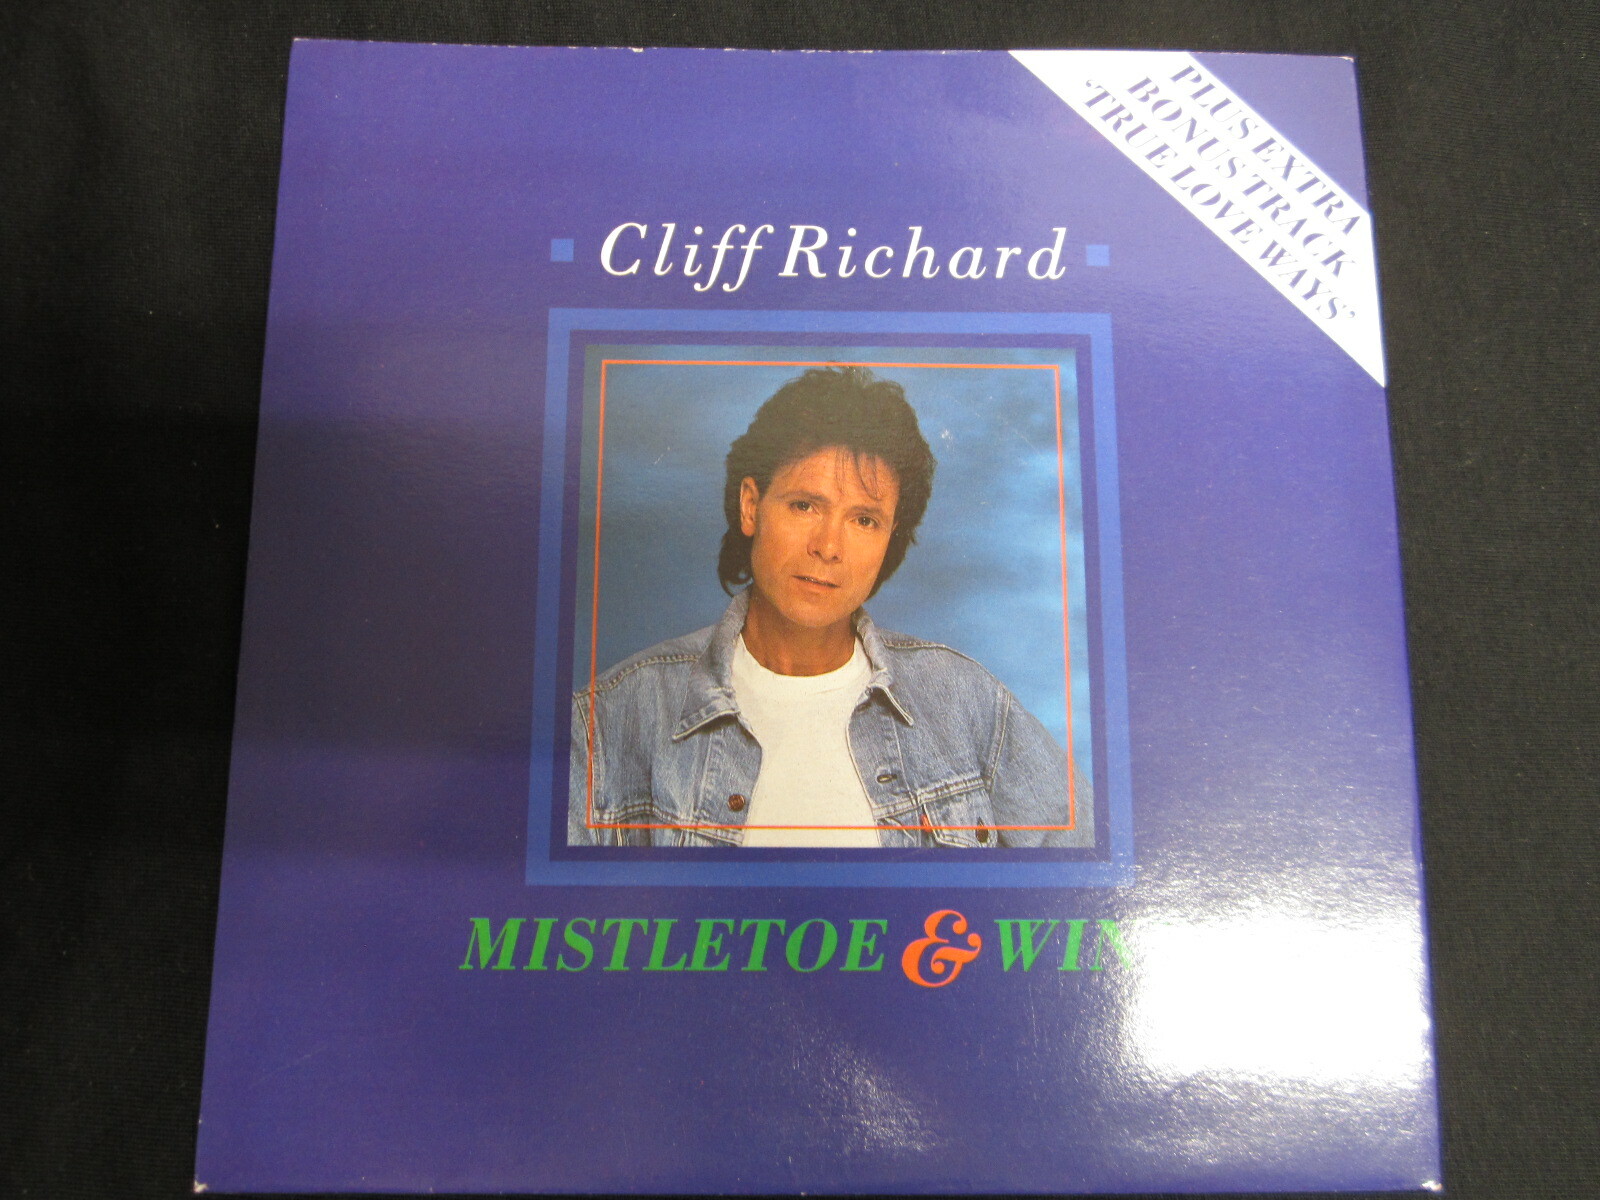 PLUS EXTRA
BONUS TRACK
'TRUE LOVE WAYS'
Cliff Richard
MISTLETOE & WIN